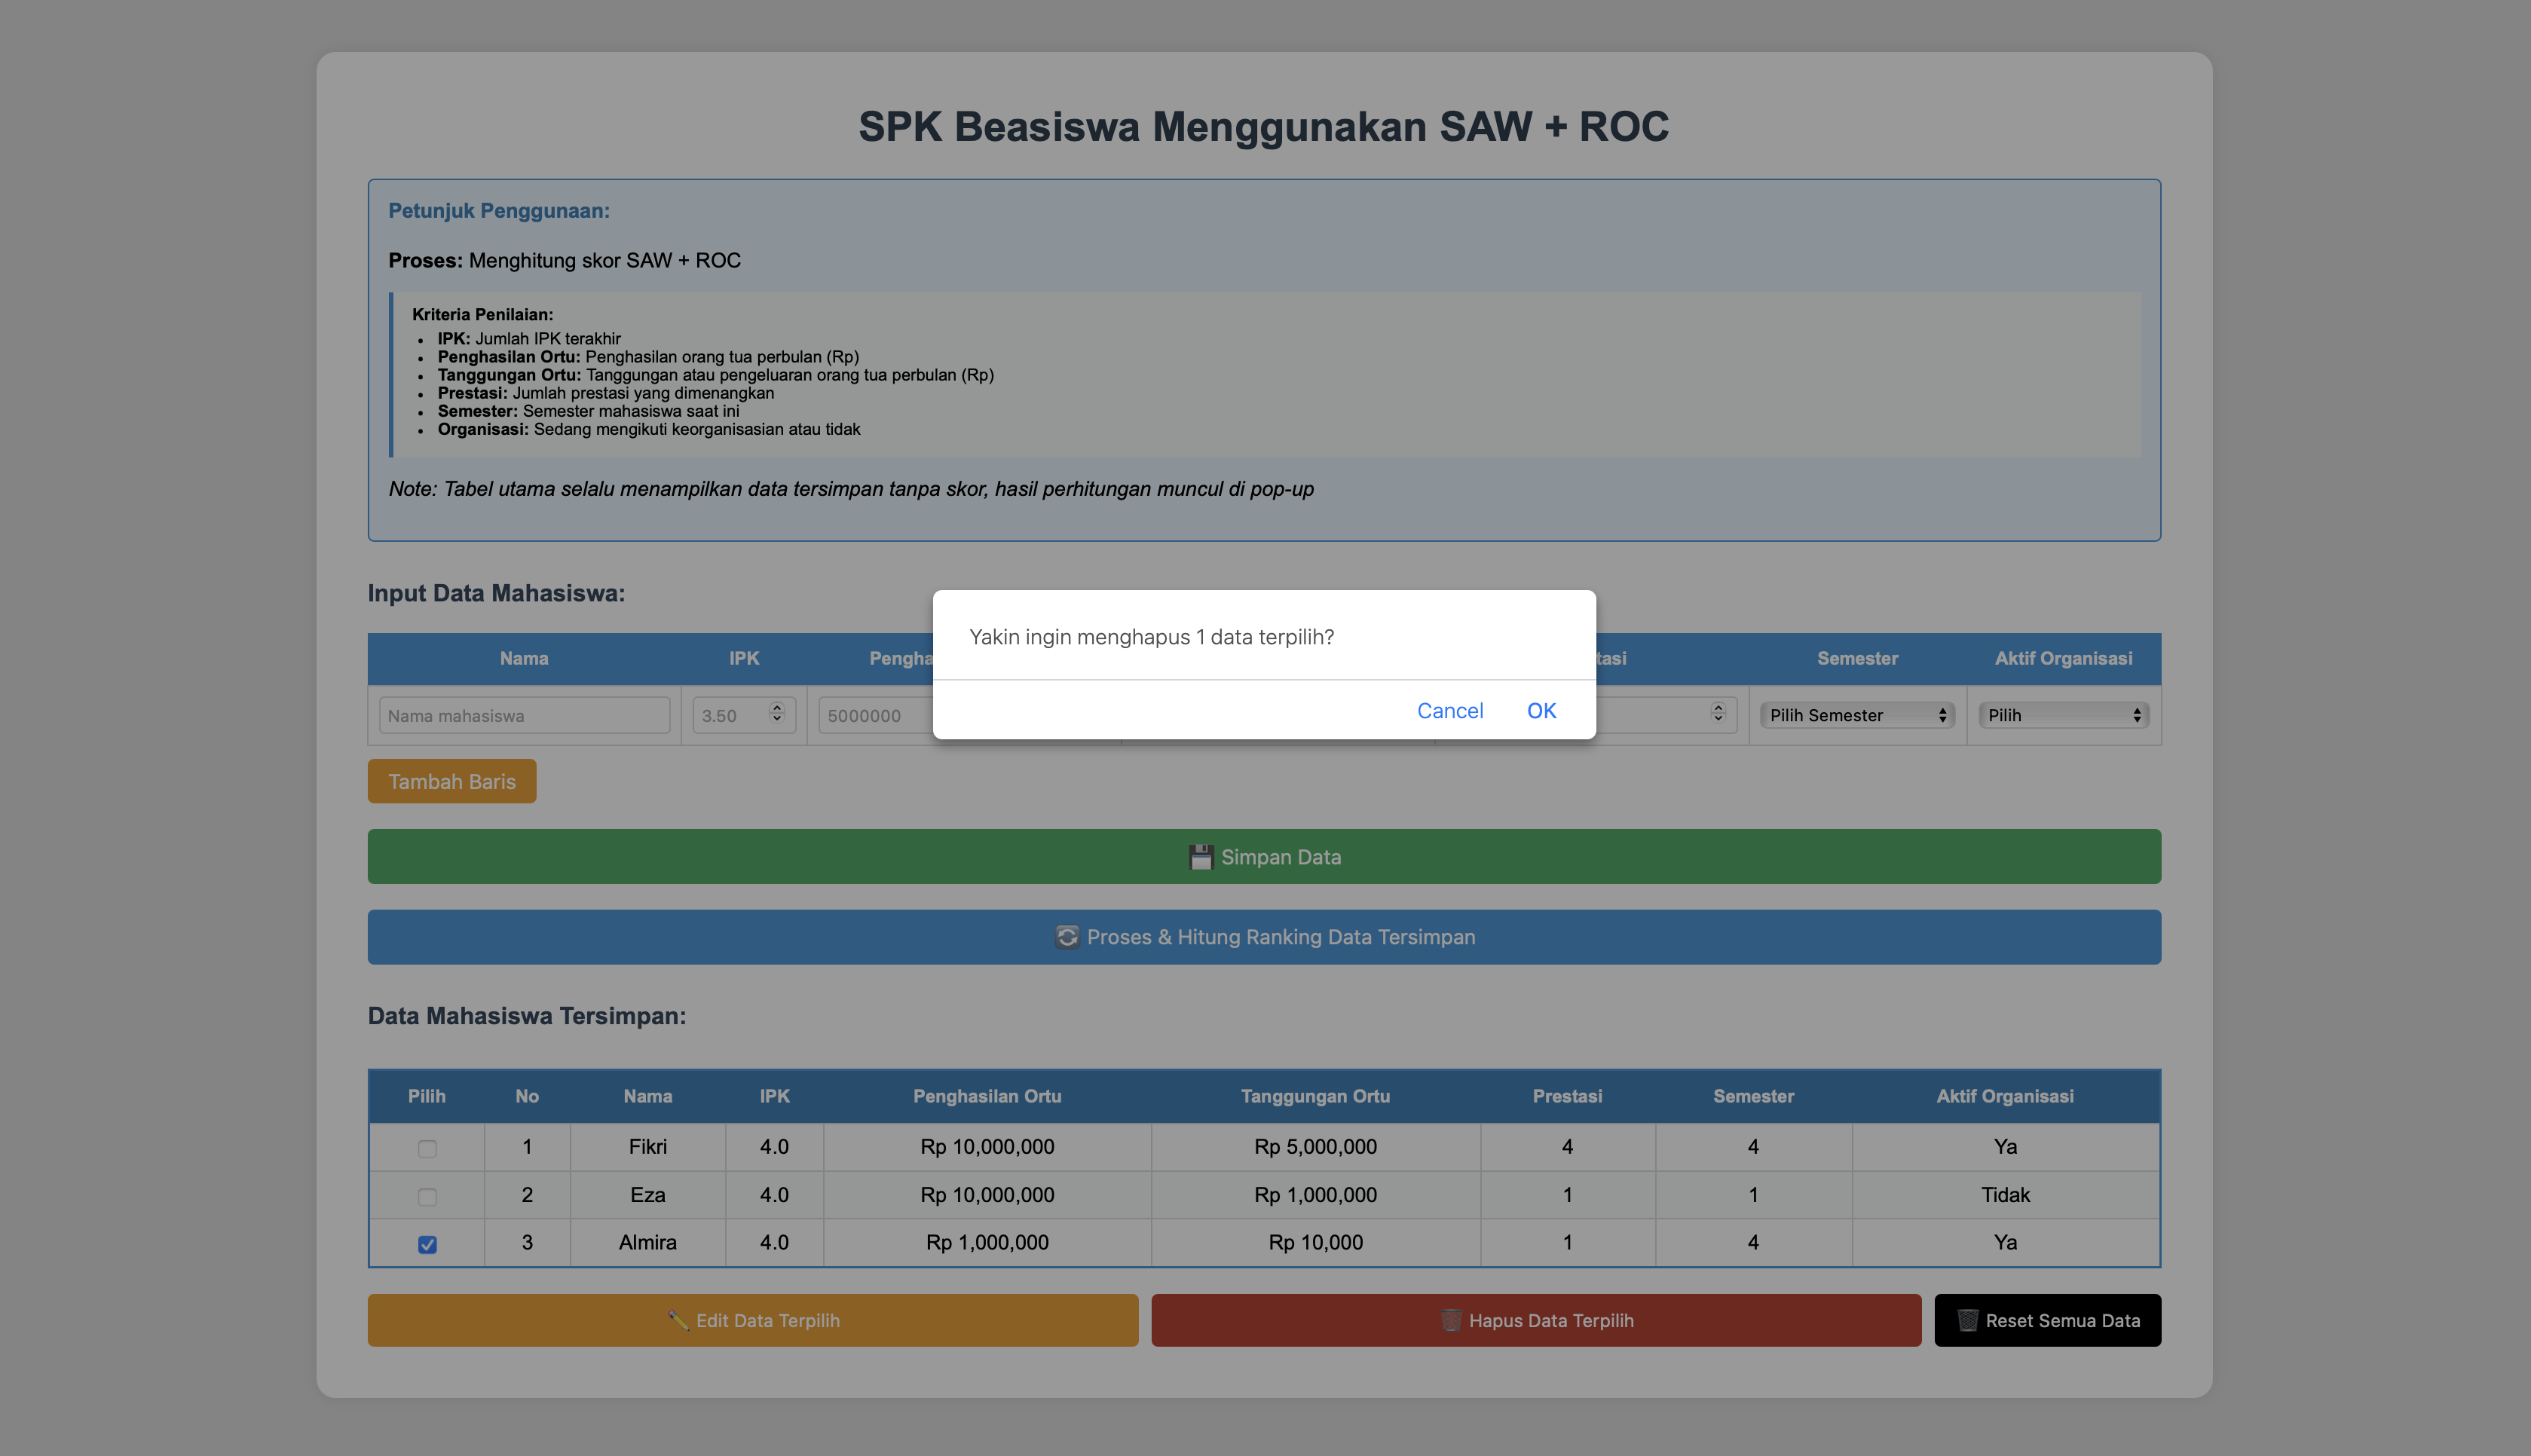 SPK Beasiswa Menggunakan SAW + ROC
Petunjuk Penggunaan:
Proses: Menghitung skor SAW + ROC
Kriteria Penilaian:
IPK: Jumlah IPK terakhir
Penghasilan Ortu: Penghasilan orang tua perbulan (Rp)
Tanggungan Ortu: Tanggungan atau pengeluaran orang tua perbulan (Rp)
Prestasi: Jumlah prestasi yang dimenangkan
Semester: Semester mahasiswa saat ini
Organisasi: Sedang mengikuti keorganisasian atau tidak
Note: Tabel utama selalu menampilkan data tersimpan tanpa skor, hasil perhitungan muncul di pop-up
Input Data Mahasiswa:
Yakin ingin menghapus 1 data terpilih?
Cancel OK
Nama IPK Pengha tasi Semester Aktif Organisasi
Nama mahasiswa 3.50 5000000 Pilih Semester Pilih
Tambah Baris
Simpan Data
Proses & Hitung Ranking Data Tersimpan
Data Mahasiswa Tersimpan:
Pilih No Nama IPK Penghasilan Ortu Tanggungan Ortu Prestasi Semester Aktif Organisasi
1 Fikri 4.0 Rp 10,000,000 Rp 5,000,000 4 4 Ya
2 Eza 4.0 Rp 10,000,000 Rp 1,000,000 1 1 Tidak
3 Almira 4.0 Rp 1,000,000 Rp 10,000 1 4 Ya
Edit Data Terpilih Hapus Data Terpilih Reset Semua Data